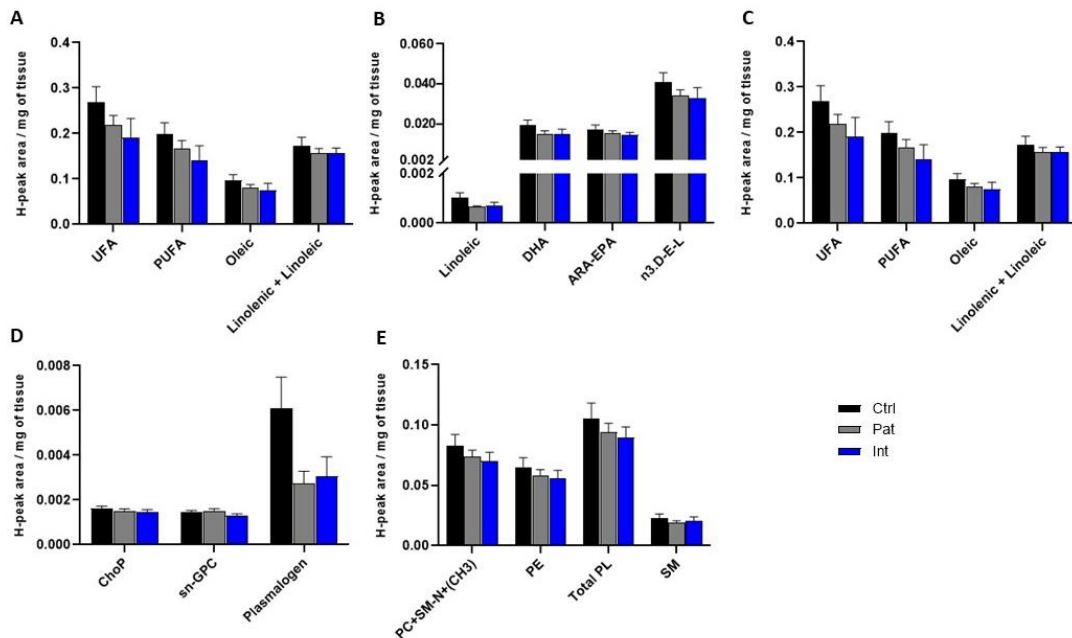 A
H-peak area / mg of tissue
0.4
0.3
0.2
0.1
0.0
UFA
PUFA
Oleic
Linolenic + Linoleic
B
H-peak area / mg of tissue
0.060
0.040
0.020
0.002
0.002
0.000
Linoleic
DHA
ARA-EPA
n3.D-E-L
C
H-peak area / mg of tissue
0.4
0.3
0.2
0.1
0.0
UFA
PUFA
Oleic
Linolenic + Linoleic
D
H-peak area / mg of tissue
0.008
0.006
0.004
0.002
0.000
ChoP
sn-GPC
Plasmalogen
E
H-peak area / mg of tissue
0.15
0.10
0.05
0.00
PC+SM-N+(CH3)
PE
Total PL
SM
Ctrl
Pat
Int